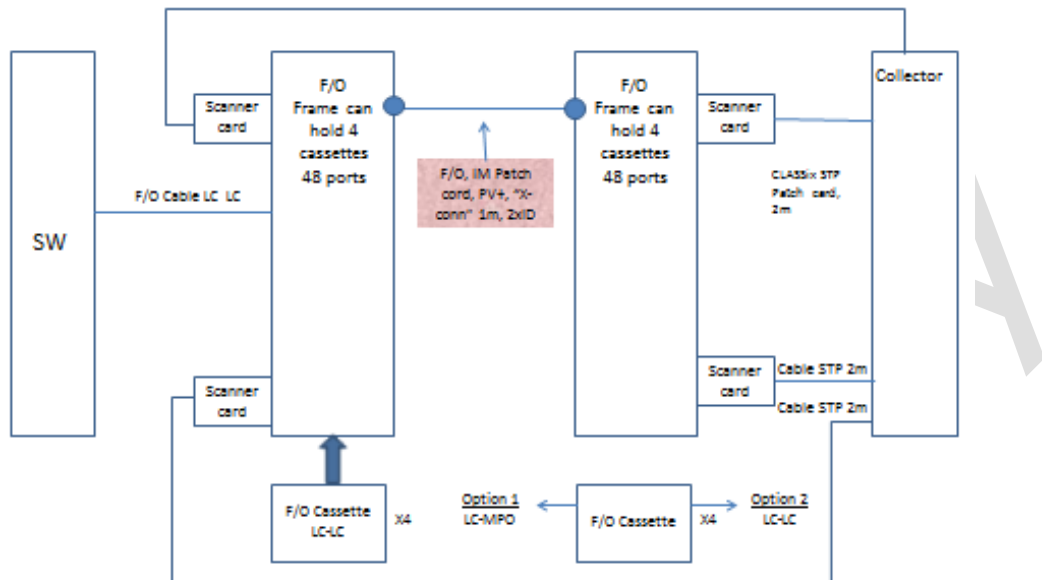 SW
F/O Cable LC LC
Scanner
card
Scanner
card
F/O
Frame can
hold 4
cassettes
48 ports
F/O, IM Patch
cord, PV+, "X-
conn" 1m, 2xID
F/O
Frame can
hold 4
cassettes
48 ports
Scanner
card
Scanner
card
Collector
CLASSix STP
Patch card,
2m
Cable STP 2m
Cable STP 2m
F/O Cassette
LC-LC
X4
Option 1
LC-MPO
F/O Cassette
X4
Option 2
LC-LC